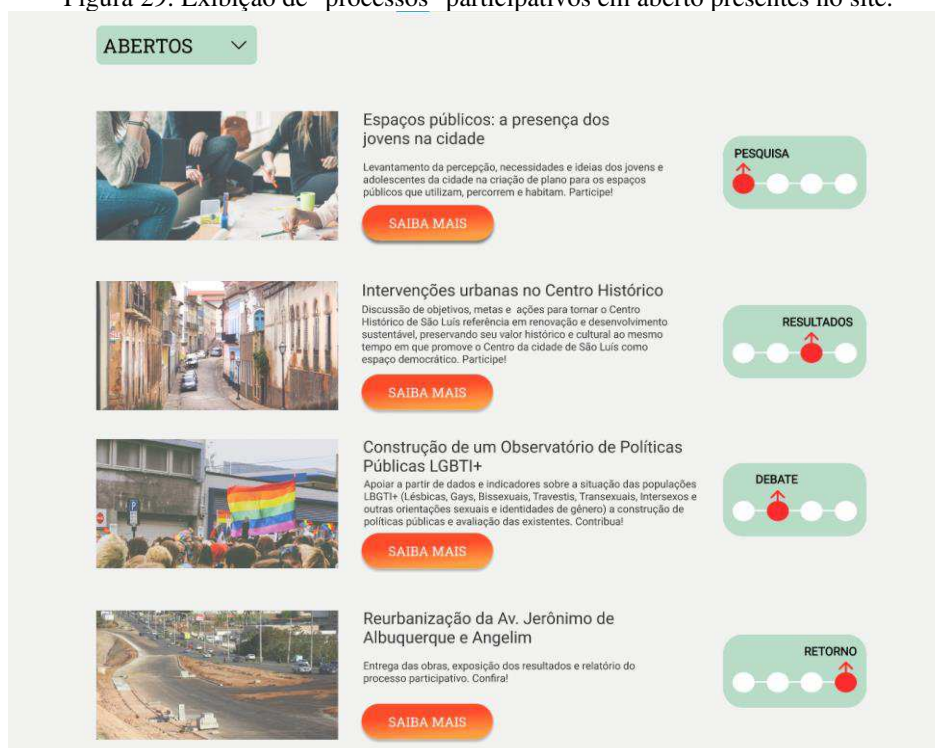 Figura 29: Exibição de “processos” participativos em aberto presentes no site.
ABERTOS
Espaços públicos: a presença dos
jovens na cidade
Levantamento da percepção, necessidades e ideias dos jovens e
adolescentes da cidade na criação de plano para os espaços
públicos que utilizam, percorrem e habitam. Participe!
SAIBA MAIS
PESQUISA
Intervenções urbanas no Centro Histórico
Discussão de objetivos, metas e ações para tornar o Centro
Histórico de São Luís referência em renovação e desenvolvimento
sustentável, preservando seu valor histórico e cultural ao mesmo
tempo em que promove o Centro da cidade de São Luís como
espaço democrático. Participe!
SAIBA MAIS
RESULTADOS
Construção de um Observatório de Políticas
Públicas LGBTI+
Apoiar a partir de dados e indicadores sobre a situação das populações
LBGTI+ (Lésbicas, Gays, Bissexuais, Travestis, Transexuais, Intersexos e
outras orientações sexuais e identidades de gênero) a construção de
políticas públicas e avaliação das existentes. Contribua!
SAIBA MAIS
DEBATE
Reurbanização da Av. Jerônimo de
Albuquerque e Angelim
Entrega das obras, exposição dos resultados e relatório do
processo participativo. Confira!
SAIBA MAIS
RETORNO